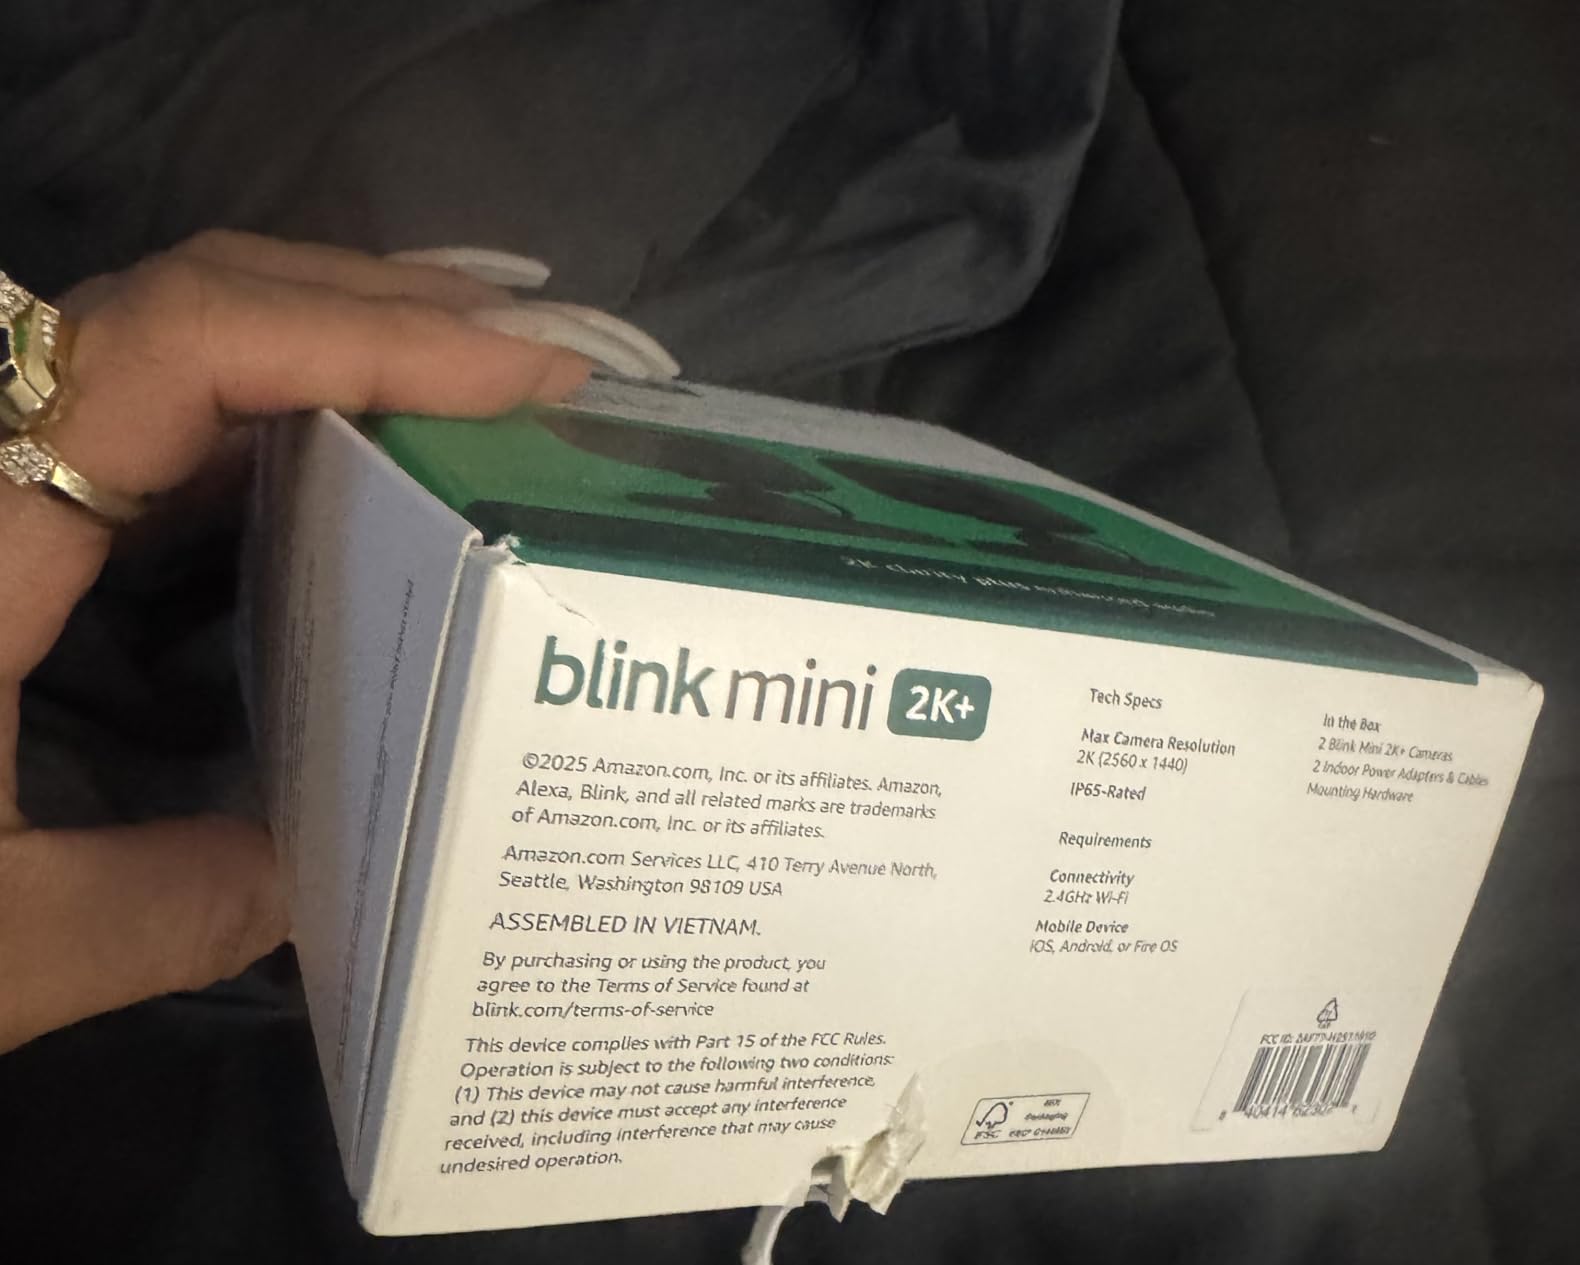 2K clarity plus
blink mini 2K+
©2025 Amazon.com, Inc. or its affiliates. Amazon,
Alexa, Blink, and all related marks are trademarks
of Amazon.com, Inc. or its affiliates.
Amazon.com Services LLC, 410 Terry Avenue North,
Seattle, Washington 98109 USA
ASSEMBLED IN VIETNAM.
By purchasing or using the product, you
agree to the Terms of Service found at
blink.com/terms-of-service
This device complies with Part 15 of the FCC Rules.
Operation is subject to the following two conditions:
(1) This device may not cause harmful interference,
and (2) this device must accept any interference
received, including interference that may cause
undesired operation.
Tech Specs
Max Camera Resolution
2K (2560 x 1440)
IP65-Rated
Requirements
Connectivity
2.4GHz Wi-Fi
Mobile Device
iOS, Android, or Fire OS
In the Box
2 Blink Mini 2K+ Cameras
2 Indoor Power Adapters & Cables
Mounting Hardware
FSC
Packaging
FCC ID: